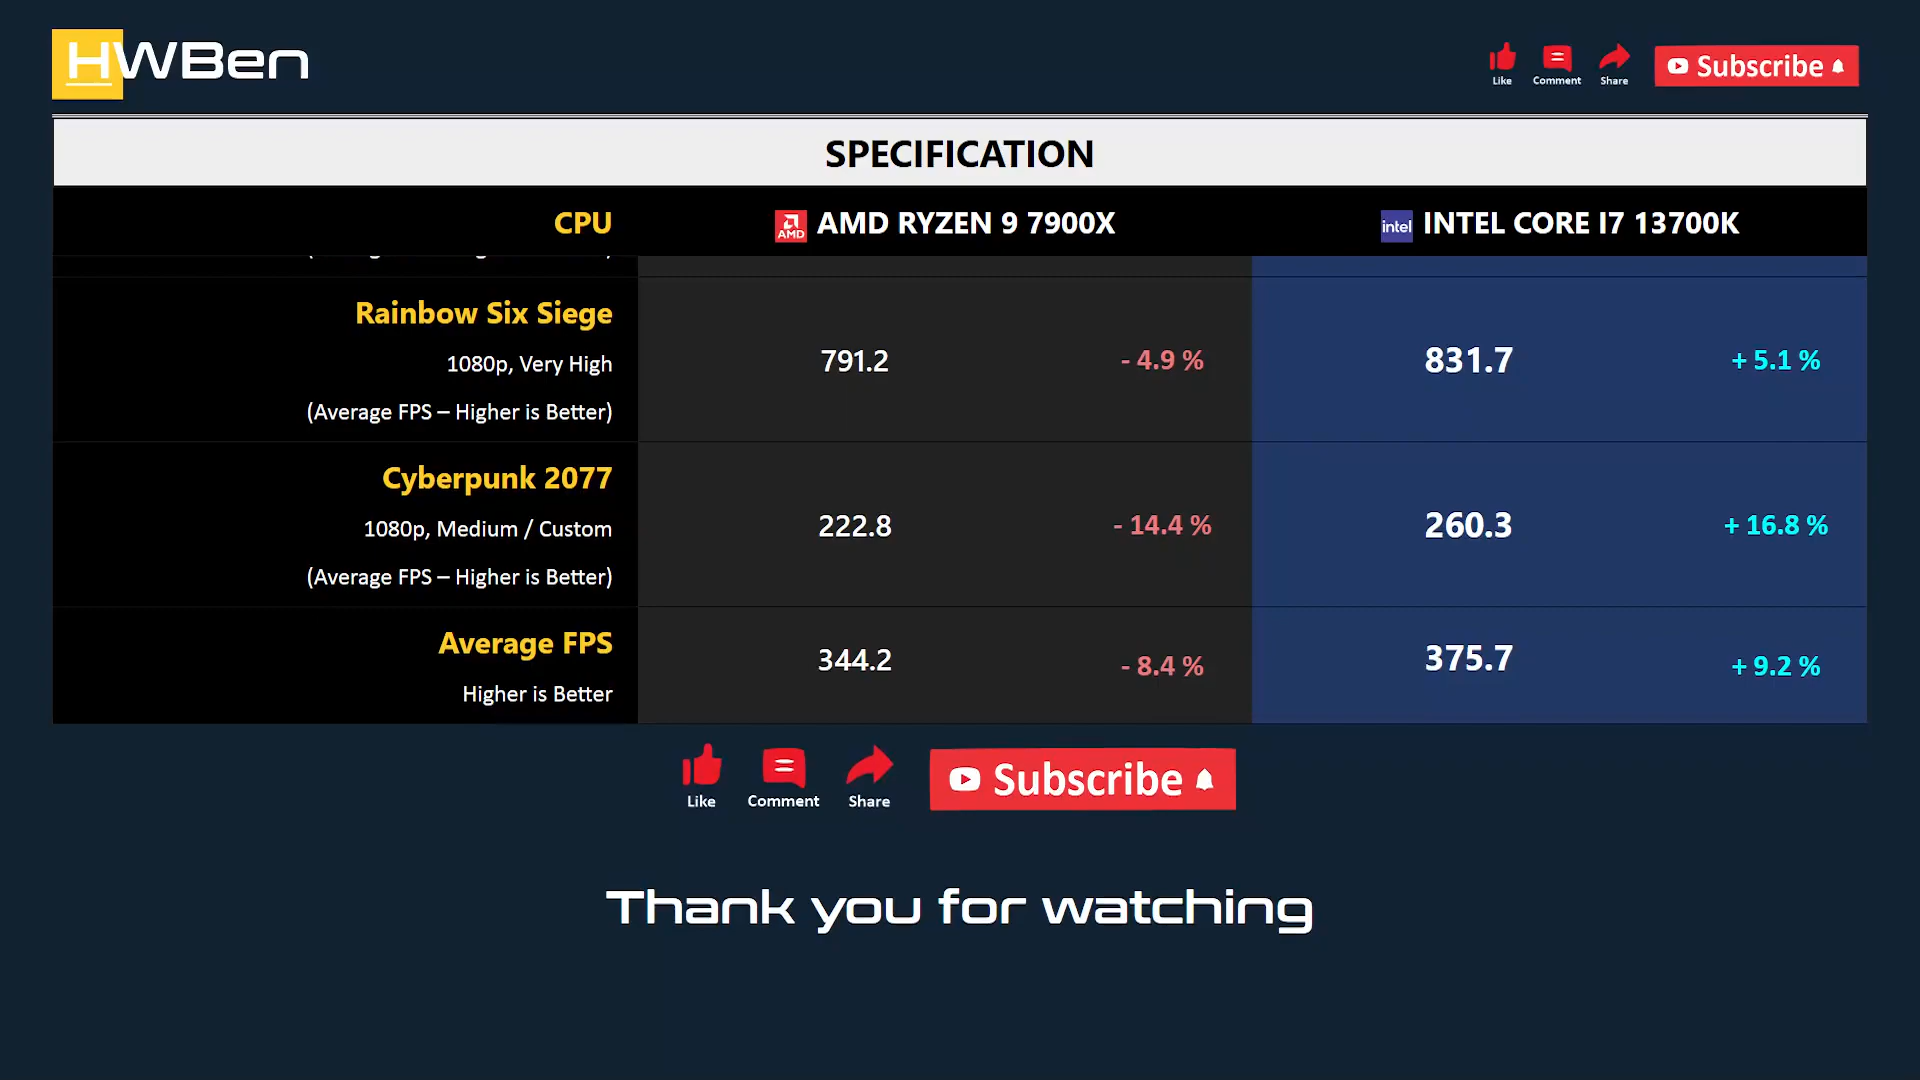 HWBen
Like Comment Share Subscribe
SPECIFICATION
CPU AMD AMD RYZEN 9 7900X intel INTEL CORE I7 13700K
Rainbow Six Siege
1080p, Very High 791.2 - 4.9 % 831.7 + 5.1 %
(Average FPS – Higher is Better)
Cyberpunk 2077
1080p, Medium / Custom 222.8 - 14.4 % 260.3 + 16.8 %
(Average FPS – Higher is Better)
Average FPS 344.2 - 8.4 % 375.7 + 9.2 %
Higher is Better
Like Comment Share Subscribe
Thank you for watching